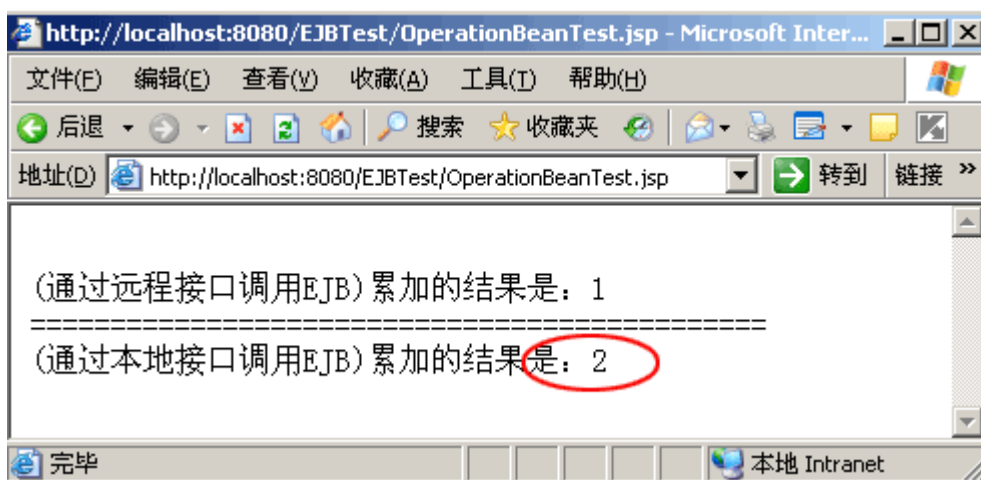 http://localhost:8080/EJBTest/OperationBeanTest.jsp - Microsoft Inter...
文件(F) 编辑(E) 查看(V) 收藏(A) 工具(T) 帮助(H)
后退 搜索 收藏夹
地址(D) http://localhost:8080/EJBTest/OperationBeanTest.jsp 转到 链接 »
(通过远程接口调用EJB)累加的结果是：1
==============================================
(通过本地接口调用EJB)累加的结果是：2
完毕 本地 Intranet